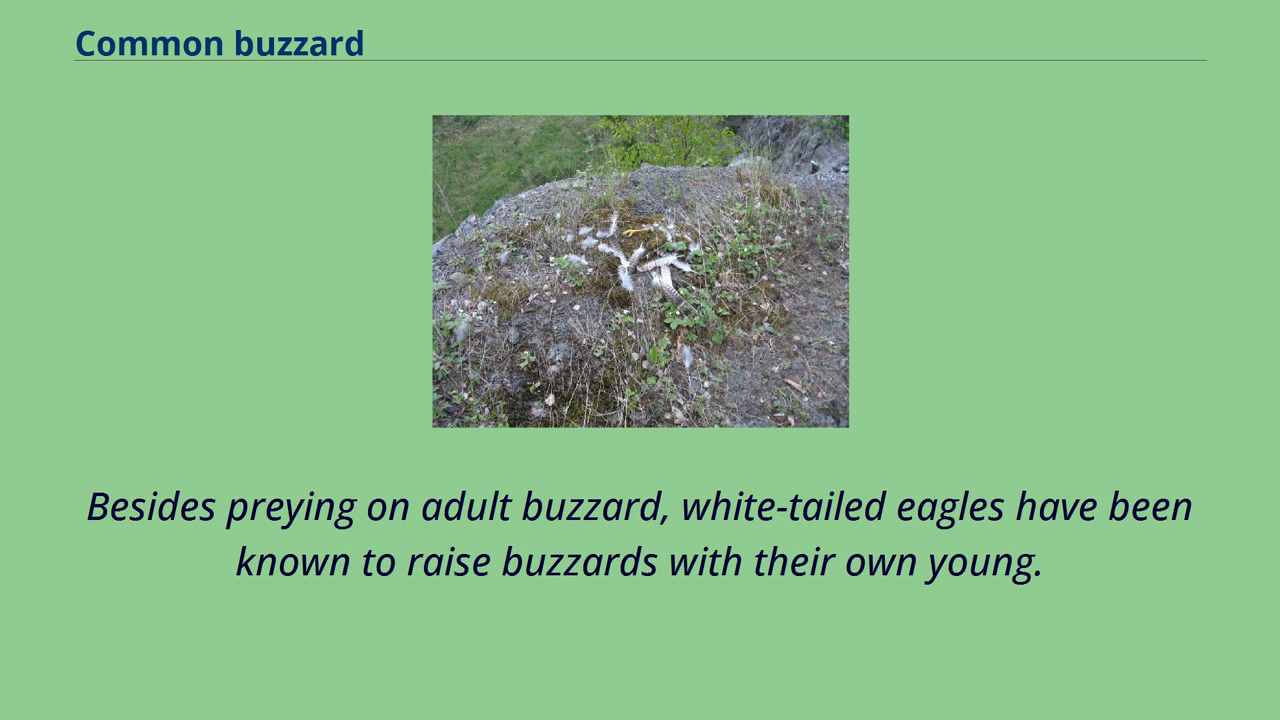 Common buzzard
Besides preying on adult buzzard, white-tailed eagles have been
known to raise buzzards with their own young.